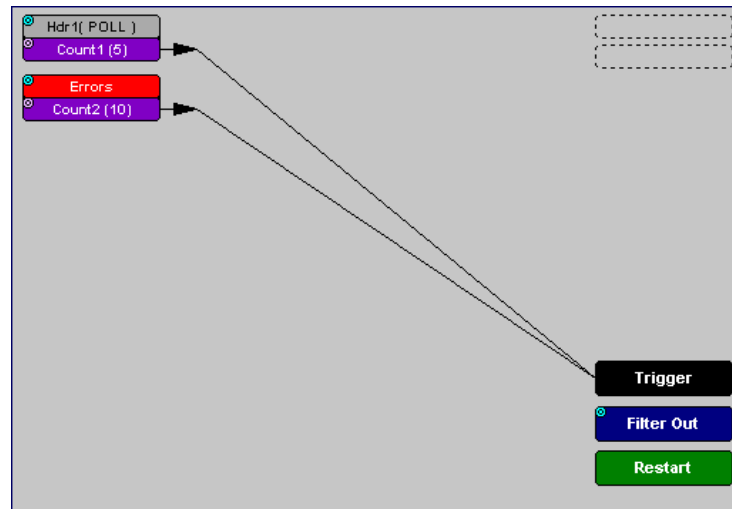 Hdr1( POLL )
Count1 (5)
Errors
Count2 (10)
Trigger
Filter Out
Restart